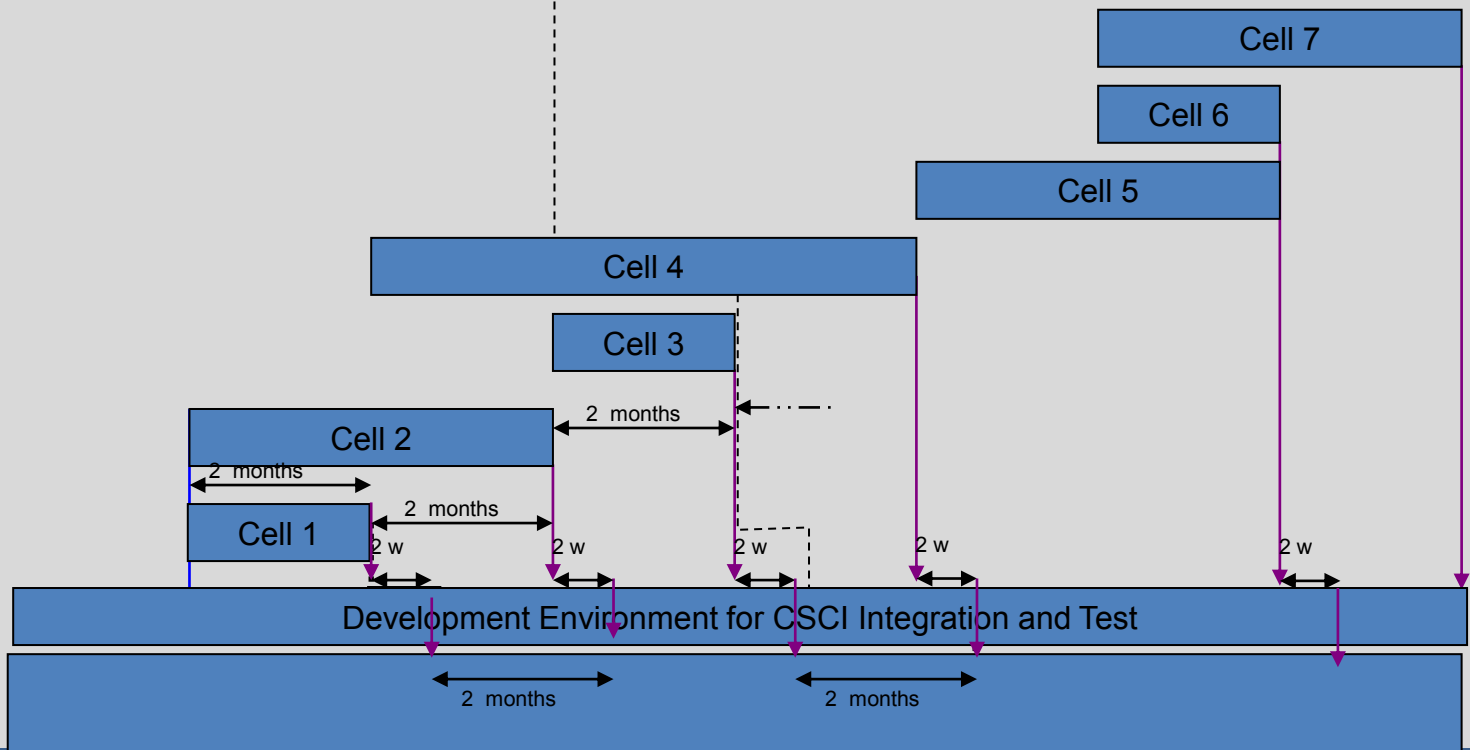 Cell 7
Cell 6
Cell 5
Cell 4
Cell 3
2 months
Cell 2
2 months
2 months
Cell 1
2 w
2 w
2 w
2 w
2 w
Development Environment for CSCI Integration and Test
2 months
2 months